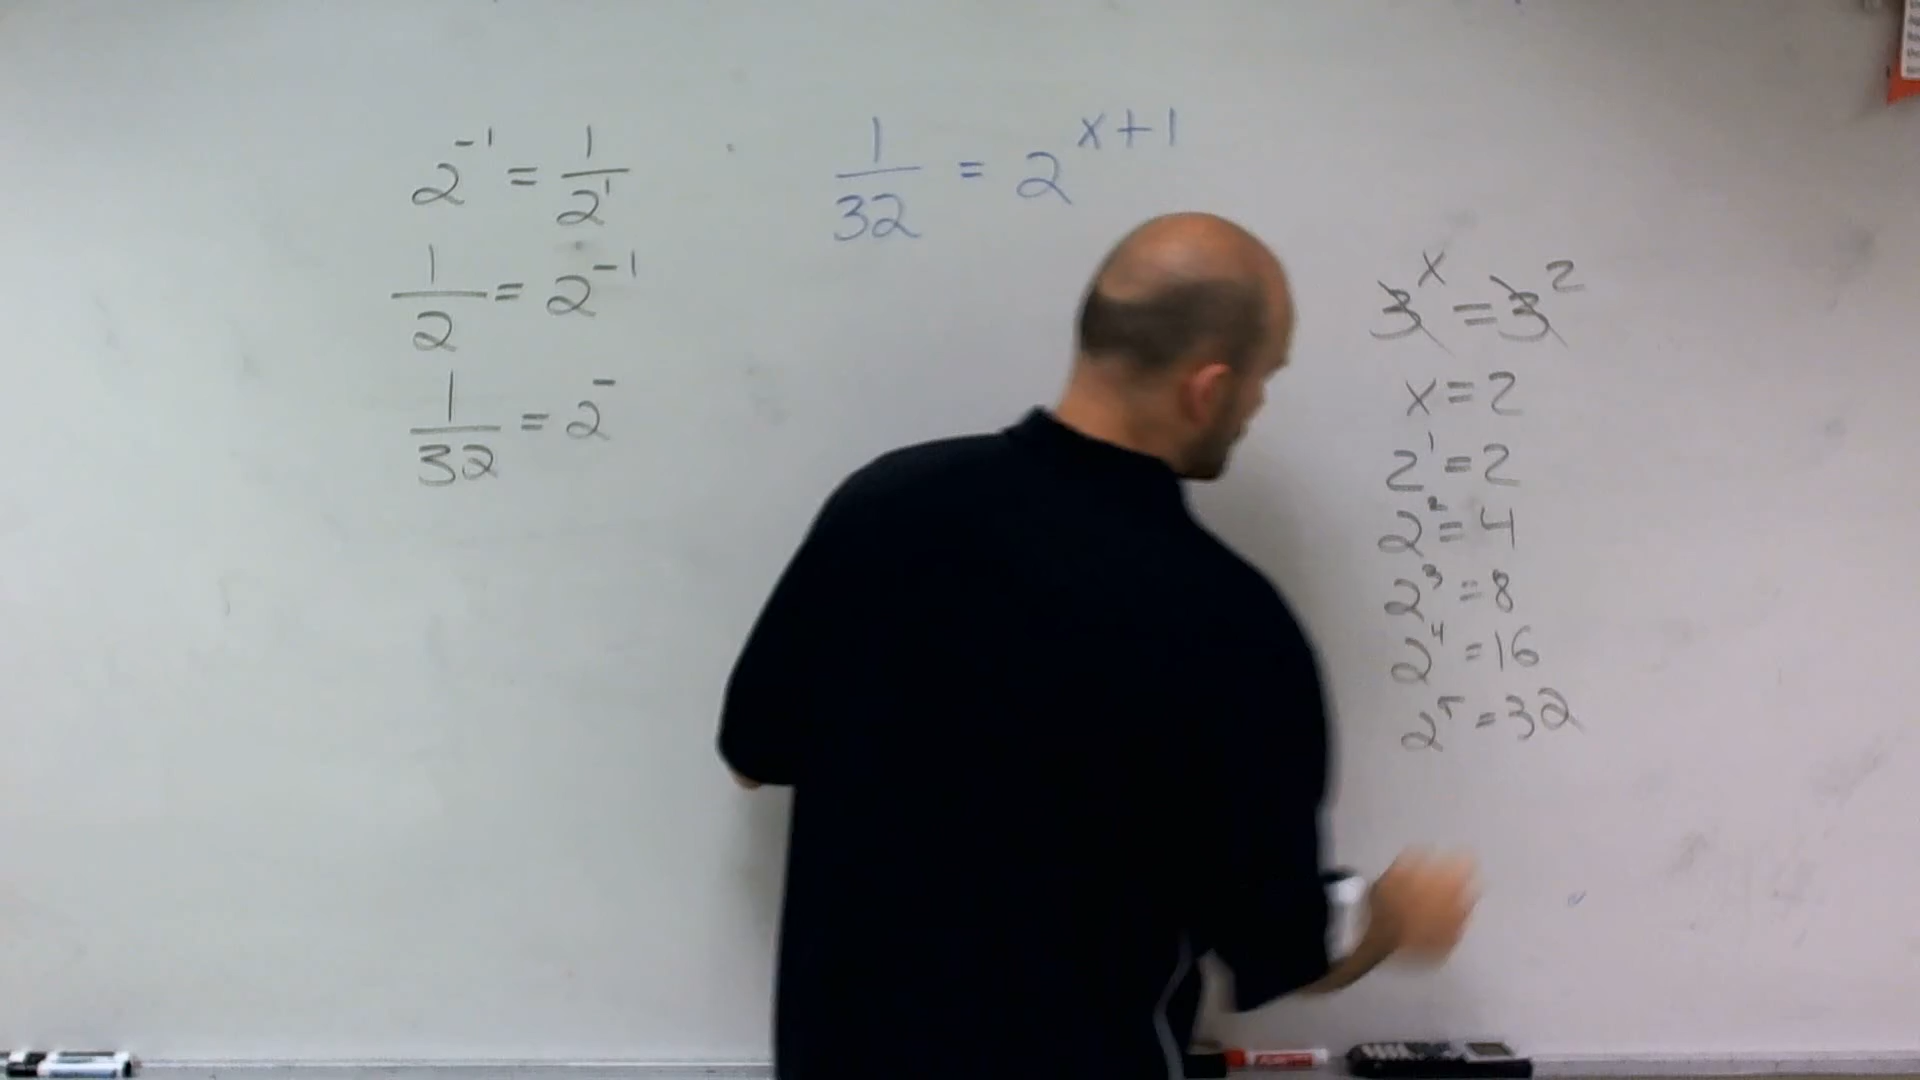 2^-1 = 1/2^1
1/2 = 2^-1
1/32 = 2^-
1/32 = 2^x+1
3^x = 3^2
x = 2
2^1 = 2
2^2 = 4
2^3 = 8
2^4 = 16
2^5 = 32